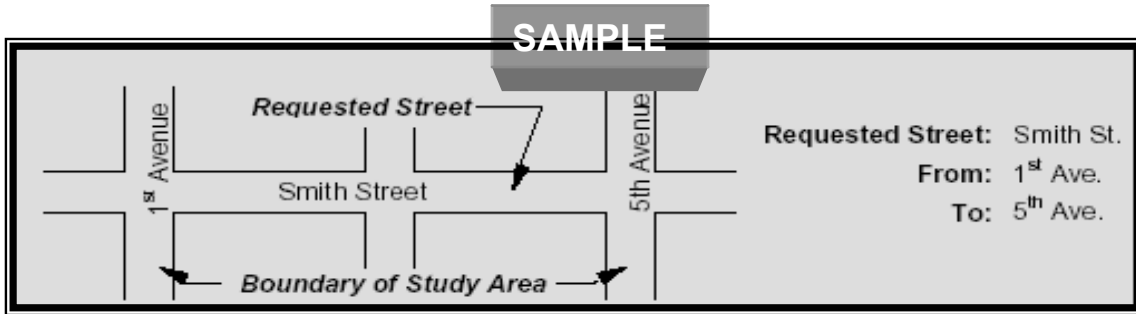 SAMPLE
Requested Street
1st Avenue
Smith Street
5th Avenue
Boundary of Study Area
Requested Street: Smith St.
From: 1st Ave.
To: 5th Ave.